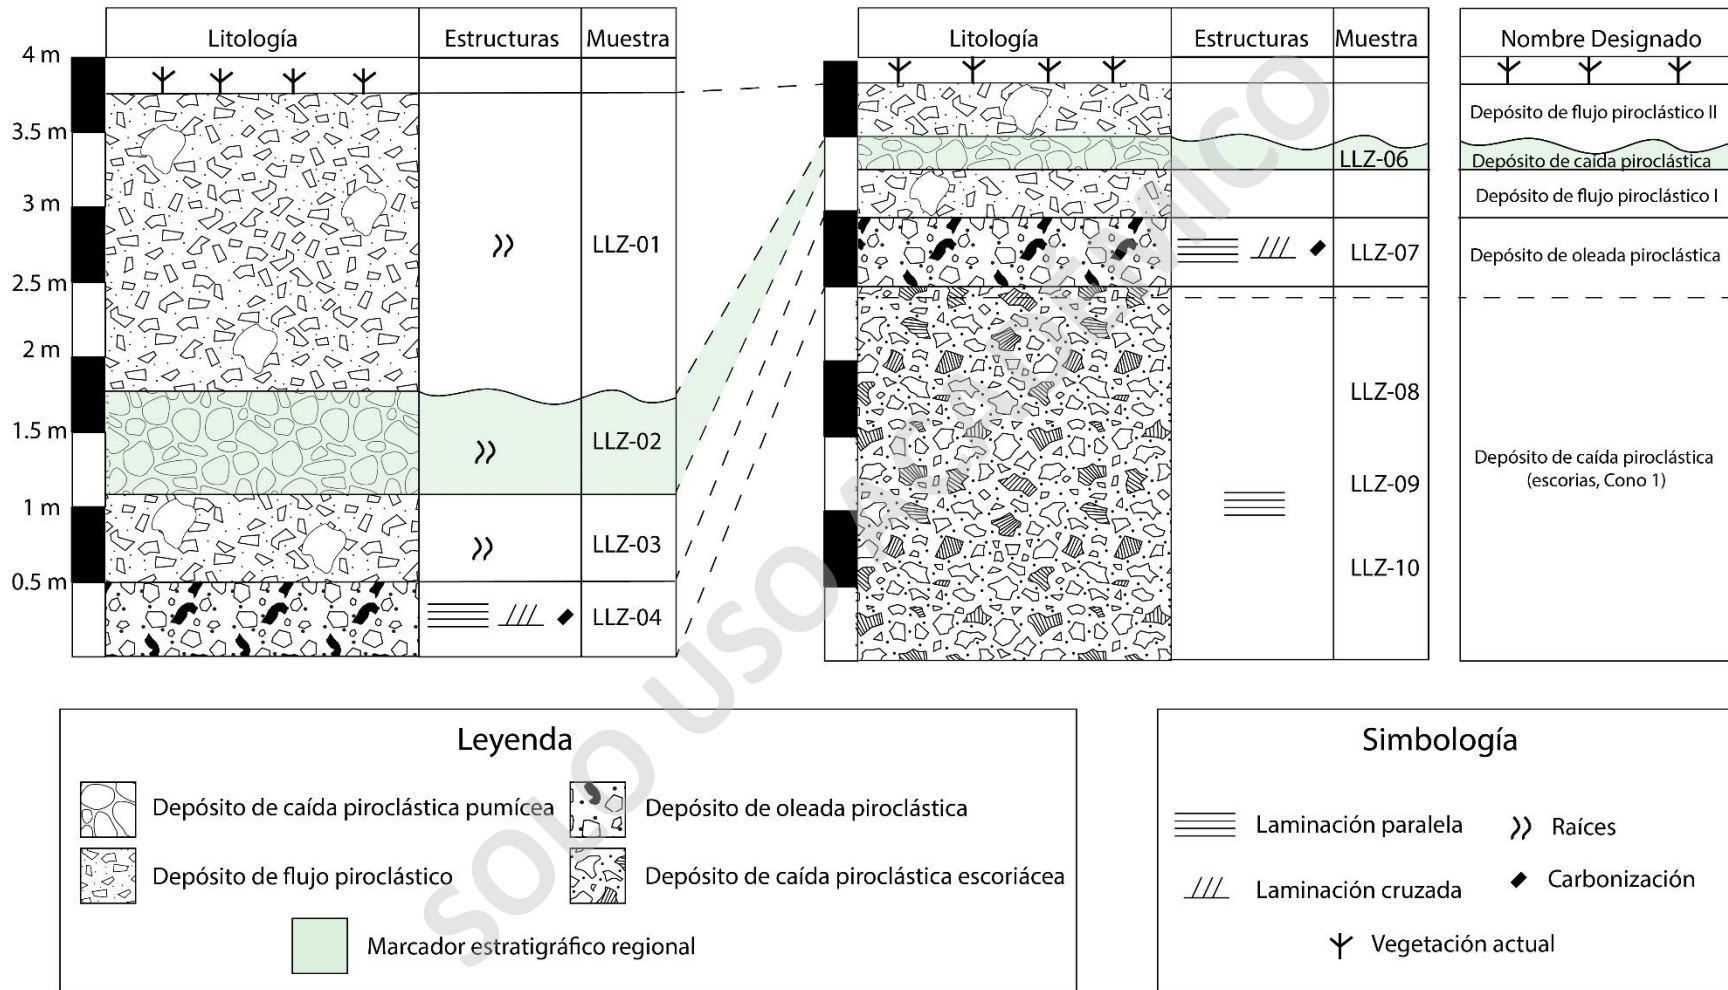 Litología Estructuras Muestra
4 m
3.5 m
3 m
2.5 m
2 m
1.5 m
1 m
0.5 m
LLZ-01
LLZ-02
LLZ-03
LLZ-04
Litología Estructuras Muestra
LLZ-06
LLZ-07
LLZ-08
LLZ-09
LLZ-10
Nombre Designado
Depósito de flujo piroclástico II
Depósito de caída piroclástica
Depósito de flujo piroclástico I
Depósito de oleada piroclástica
Depósito de caída piroclástica
(escorias, Cono 1)
Leyenda
Depósito de caída piroclástica pumícea
Depósito de oleada piroclástica
Depósito de flujo piroclástico
Depósito de caída piroclástica escoriácea
Marcador estratigráfico regional
Simbología
Laminación paralela
Raíces
Laminación cruzada
Carbonización
Vegetación actual
SOLO USO ACADEMICO